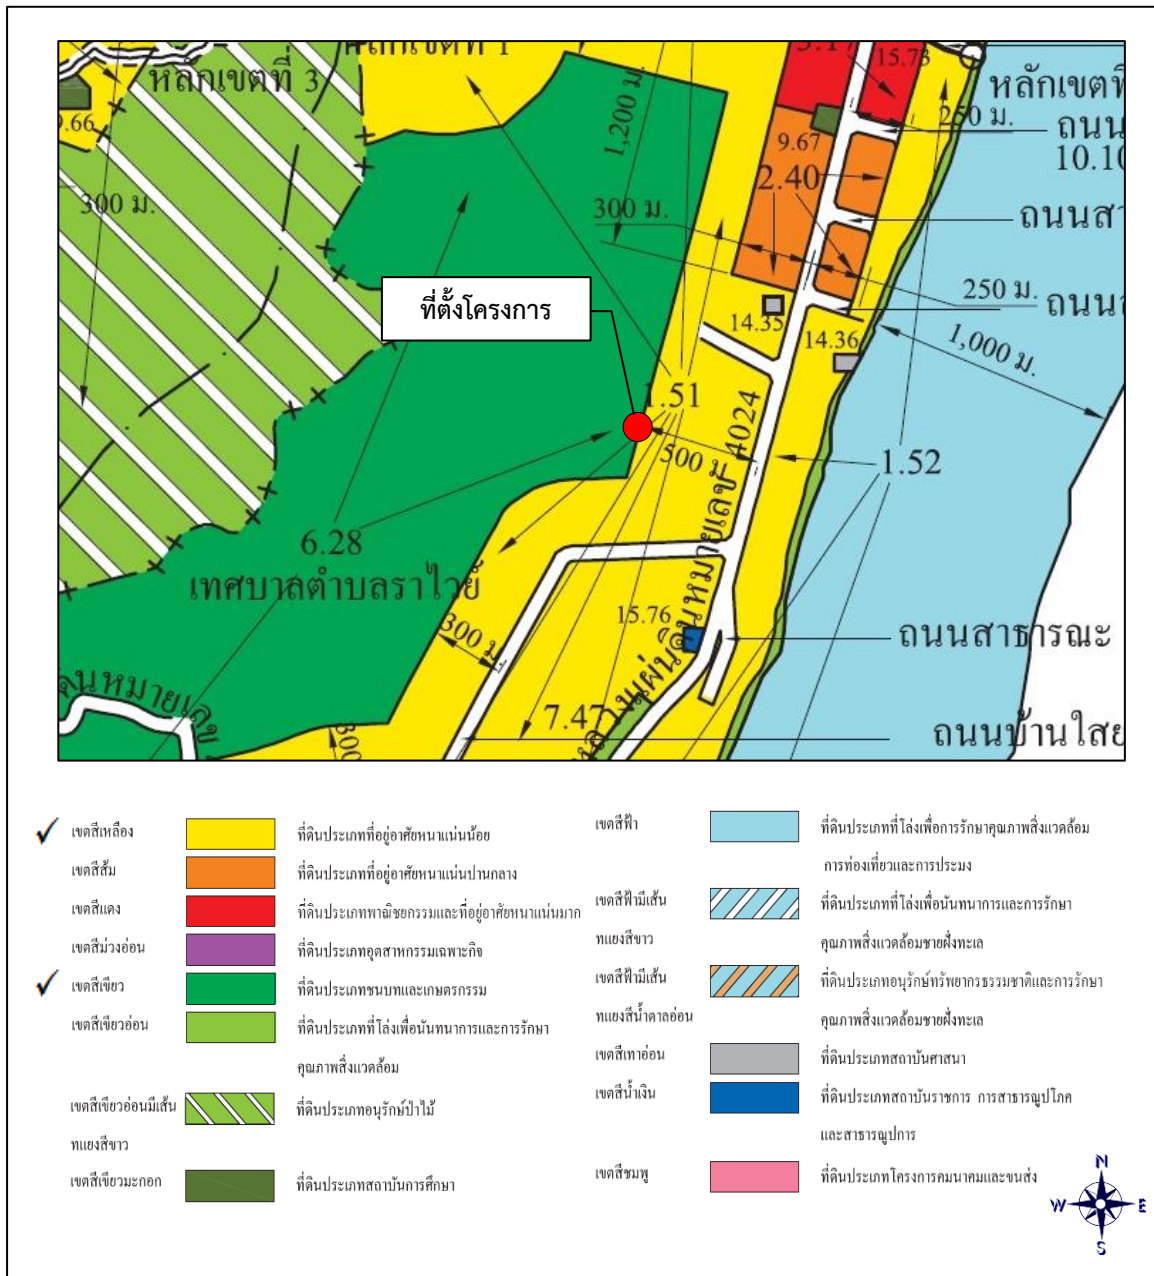 หลักเขตที่ 1
5.17
15.73
หลักเขตที่ 3
หลักเขตที่
9.66
1,200 ม.
250 ม.
ถนน
9.67
10.10
2.40
300 ม.
300 ม.
ถนนสา
250 ม.
ที่ตั้งโครงการ
14.35
14.36
1,000 ม.
1.51
500 ม.
1.52
6.28
เทศบาลตำบลราไวย์
15.76
300 ม.
ถนนสาธารณะ
7.47
ถนนบ้านใสย
300
หมายเลข 4024
เขตสีเหลือง
ที่ดินประเภทที่อยู่อาศัยหนาแน่นน้อย
เขตสีส้ม
ที่ดินประเภทที่อยู่อาศัยหนาแน่นปานกลาง
เขตสีแดง
ที่ดินประเภทพาณิชยกรรมและที่อยู่อาศัยหนาแน่นมาก
เขตสีม่วงอ่อน
ที่ดินประเภทอุตสาหกรรมเฉพาะกิจ
เขตสีเขียว
ที่ดินประเภทชนบทและเกษตรกรรม
เขตสีเขียวอ่อน
ที่ดินประเภทที่โล่งเพื่อนันทนาการและการรักษา
คุณภาพสิ่งแวดล้อม
เขตสีเขียวอ่อนมีเส้น
ทแยงสีขาว
ที่ดินประเภทอนุรักษ์ป่าไม้
เขตสีเขียวมะกอก
ที่ดินประเภทสถาบันการศึกษา
เขตสีฟ้า
ที่ดินประเภทที่โล่งเพื่อการรักษาคุณภาพสิ่งแวดล้อม
การท่องเที่ยวและการประมง
เขตสีฟ้ามีเส้น
ทแยงสีขาว
ที่ดินประเภทที่โล่งเพื่อนันทนาการและการรักษา
คุณภาพสิ่งแวดล้อมชายฝั่งทะเล
เขตสีฟ้ามีเส้น
ทแยงสีน้ำตาลอ่อน
ที่ดินประเภทอนุรักษ์ทรัพยากรธรรมชาติและการรักษา
คุณภาพสิ่งแวดล้อมชายฝั่งทะเล
เขตสีเทาอ่อน
ที่ดินประเภทสถาบันศาสนา
เขตสีน้ำเงิน
ที่ดินประเภทสถาบันราชการ การสาธารณูปโภค
และสาธารณูปการ
เขตสีชมพู
ที่ดินประเภทโครงการคมนาคมและขนส่ง
N
W
E
S